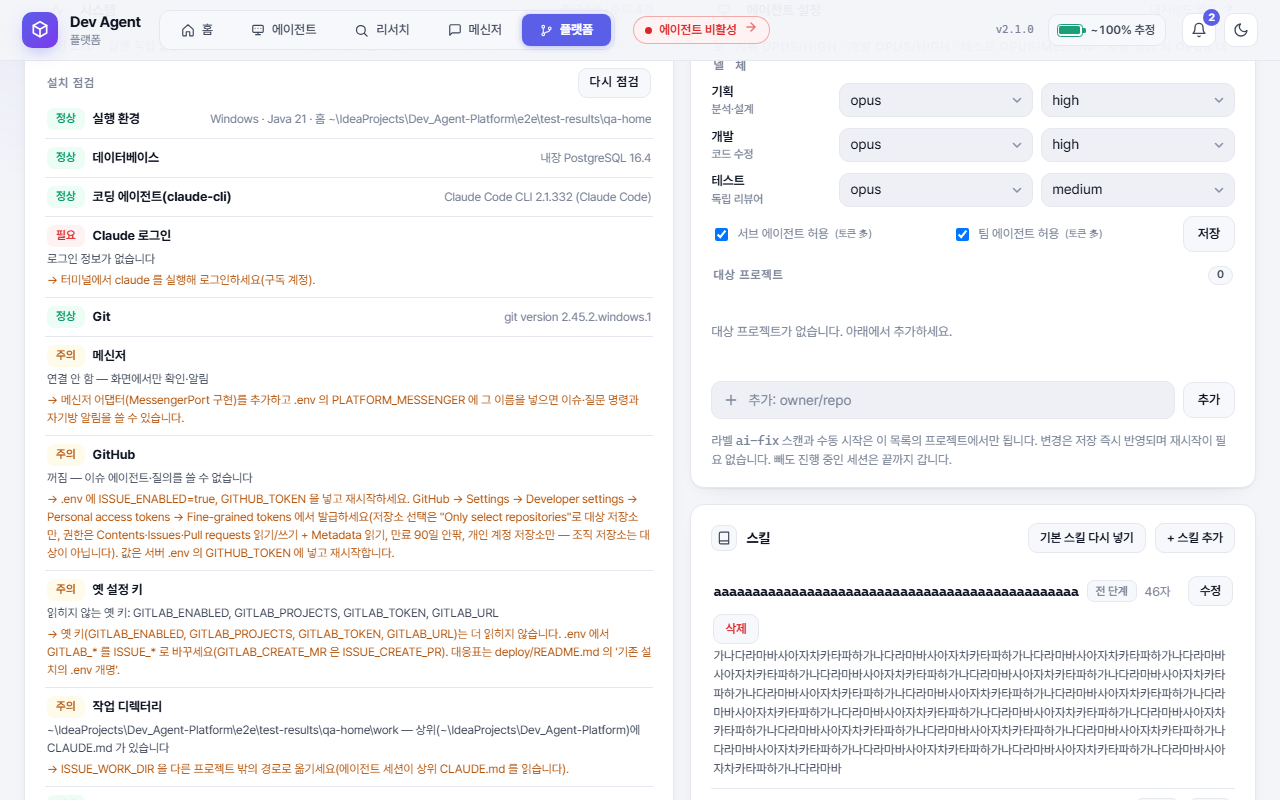 Dev Agent
플랫폼
홈
에이전트
리서치
메신저
플랫폼
에이전트 비활성 →
v2.1.0
~100% 추정
2
설치 점검
다시 점검
정상 실행 환경 Windows · Java 21 · 홈 ~\IdeaProjects\Dev_Agent-Platform\e2e\test-results\qa-home
정상 데이터베이스 내장 PostgreSQL 16.4
정상 코딩 에이전트(claude-cli) Claude Code CLI 2.1.332 (Claude Code)
필요 Claude 로그인
로그인 정보가 없습니다
→ 터미널에서 claude 를 실행해 로그인하세요(구독 계정).
정상 Git git version 2.45.2.windows.1
주의 메신저
연결 안 함 — 화면에서만 확인·알림
→ 메신저 어댑터(MessengerPort 구현)를 추가하고 .env 의 PLATFORM_MESSENGER 에 그 이름을 넣으면 이슈·질문 명령과
자기방 알림을 쓸 수 있습니다.
주의 GitHub
꺼짐 — 이슈 에이전트·질의를 쓸 수 없습니다
→ .env 에 ISSUE_ENABLED=true, GITHUB_TOKEN 을 넣고 재시작하세요. GitHub → Settings → Developer settings →
Personal access tokens → Fine-grained tokens 에서 발급하세요(저장소 선택은 "Only select repositories"로 대상 저장소
만, 권한은 Contents·Issues·Pull requests 읽기/쓰기 + Metadata 읽기, 만료 90일 안팎, 개인 계정 저장소만 — 조직 저장소는 대
상이 아닙니다). 값은 서버 .env 의 GITHUB_TOKEN 에 넣고 재시작합니다.
주의 옛 설정 키
읽히지 않는 옛 키: GITLAB_ENABLED, GITLAB_PROJECTS, GITLAB_TOKEN, GITLAB_URL
→ 옛 키(GITLAB_ENABLED, GITLAB_PROJECTS, GITLAB_TOKEN, GITLAB_URL)는 더 읽히지 않습니다. .env 에서
GITLAB_* 를 ISSUE_* 로 바꾸세요(GITLAB_CREATE_MR 은 ISSUE_CREATE_PR). 대응표는 deploy/README.md 의 '기존 설
치의 .env 개명'.
주의 작업 디렉터리
~\IdeaProjects\Dev_Agent-Platform\e2e\test-results\qa-home\work — 상위(~\IdeaProjects\Dev_Agent-Platform)에
CLAUDE.md 가 있습니다
→ ISSUE_WORK_DIR 을 다른 프로젝트 밖의 경로로 옮기세요(에이전트 세션이 상위 CLAUDE.md 를 읽습니다).
델 체
기획 opus high
분석·설계
개발 opus high
코드 수정
테스트 opus medium
독립 리뷰어
서브 에이전트 허용 (토큰 多) 팀 에이전트 허용 (토큰 多) 저장
대상 프로젝트 0
대상 프로젝트가 없습니다. 아래에서 추가하세요.
+ 추가: owner/repo 추가
라벨 ai-fix 스캔과 수동 시작은 이 목록의 프로젝트에서만 됩니다. 변경은 저장 즉시 반영되며 재시작이 필
요 없습니다. 빼도 진행 중인 세션은 끝까지 갑니다.
스킬 기본 스킬 다시 넣기 + 스킬 추가
aaaaaaaaaaaaaaaaaaaaaaaaaaaaaaaaaaaaaaaaaaaaaa 전 단계 46자 수정
삭제
가나다라마바사아자차카타파하가나다라마바사아자차카타파하가나다라마바사아자차카타파하가나다라마바
사아자차카타파하가나다라마바사아자차카타파하가나다라마바사아자차카타파하가나다라마바사아자차카타
파하가나다라마바사아자차카타파하가나다라마바사아자차카타파하가나다라마바사아자차카타파하가나다라
마바사아자차카타파하가나다라마바사아자차카타파하가나다라마바사아자차카타파하가나다라마바사아자차
카타파하가나다라마바사아자차카타파하가나다라마바사아자차카타파하가나다라마바사아자차카타파하가나
다라마바사아자차카타파하가나다라마바사아자차카타파하가나다라마바사아자차카타파하가나다라마바사아
자차카타파하가나다라마바